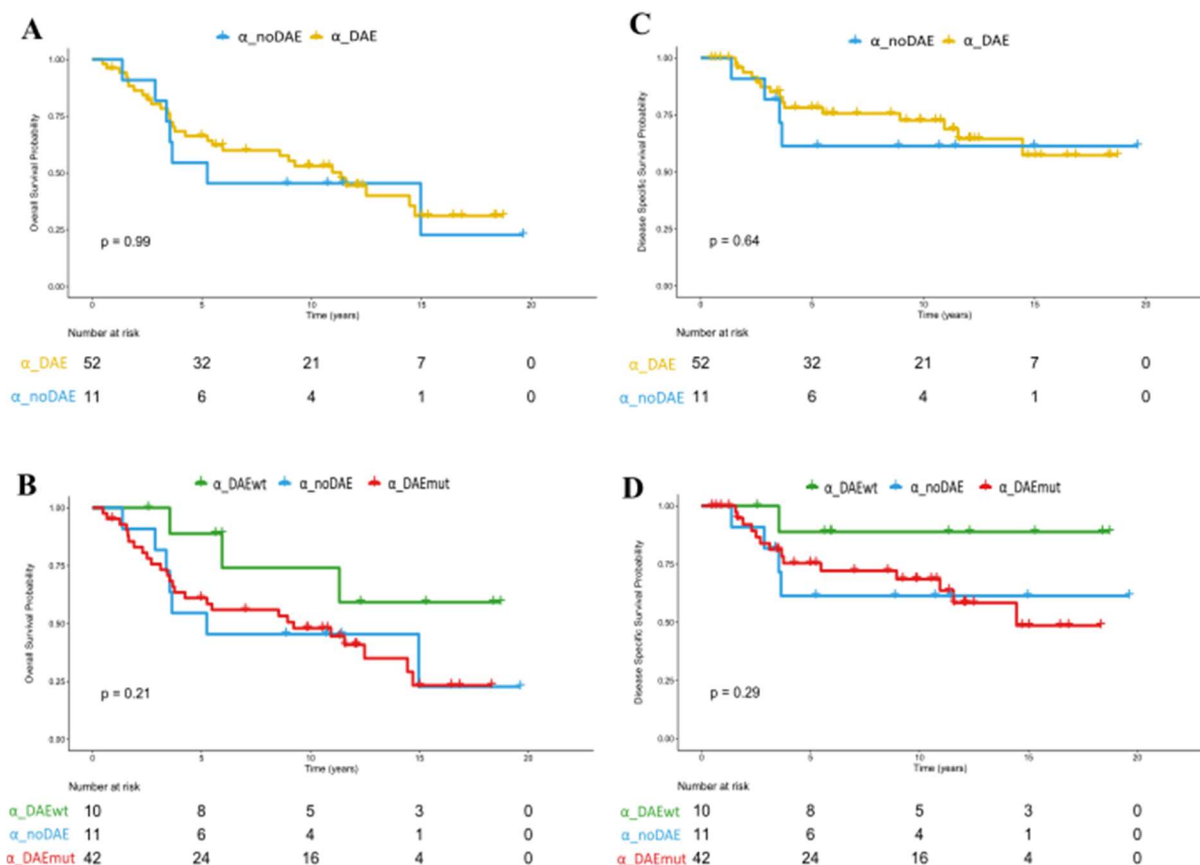 A
α_noDAE α_DAE
Overall Survival Probability
1.00
0.75
0.50
0.25
0.00
p = 0.99
0 5 10 15 20
Time (years)
Number at risk
α_DAE 52 32 21 7 0
α_noDAE 11 6 4 1 0
C
α_noDAE α_DAE
Disease Specific Survival Probability
1.00
0.75
0.50
0.25
0.00
p = 0.64
0 5 10 15 20
Time (years)
Number at risk
α_DAE 52 32 21 7 0
α_noDAE 11 6 4 1 0
B
α_DAEwt α_noDAE α_DAEmut
Overall Survival Probability
1.00
0.75
0.50
0.25
0.00
p = 0.21
0 5 10 15 20
Time (years)
Number at risk
α_DAEwt 10 8 5 3 0
α_noDAE 11 6 4 1 0
α_DAEmut 42 24 16 4 0
D
α_DAEwt α_noDAE α_DAEmut
Disease Specific Survival Probability
1.00
0.75
0.50
0.25
0.00
p = 0.29
0 5 10 15 20
Time (years)
Number at risk
α_DAEwt 10 8 5 3 0
α_noDAE 11 6 4 1 0
α_DAEmut 42 24 16 4 0